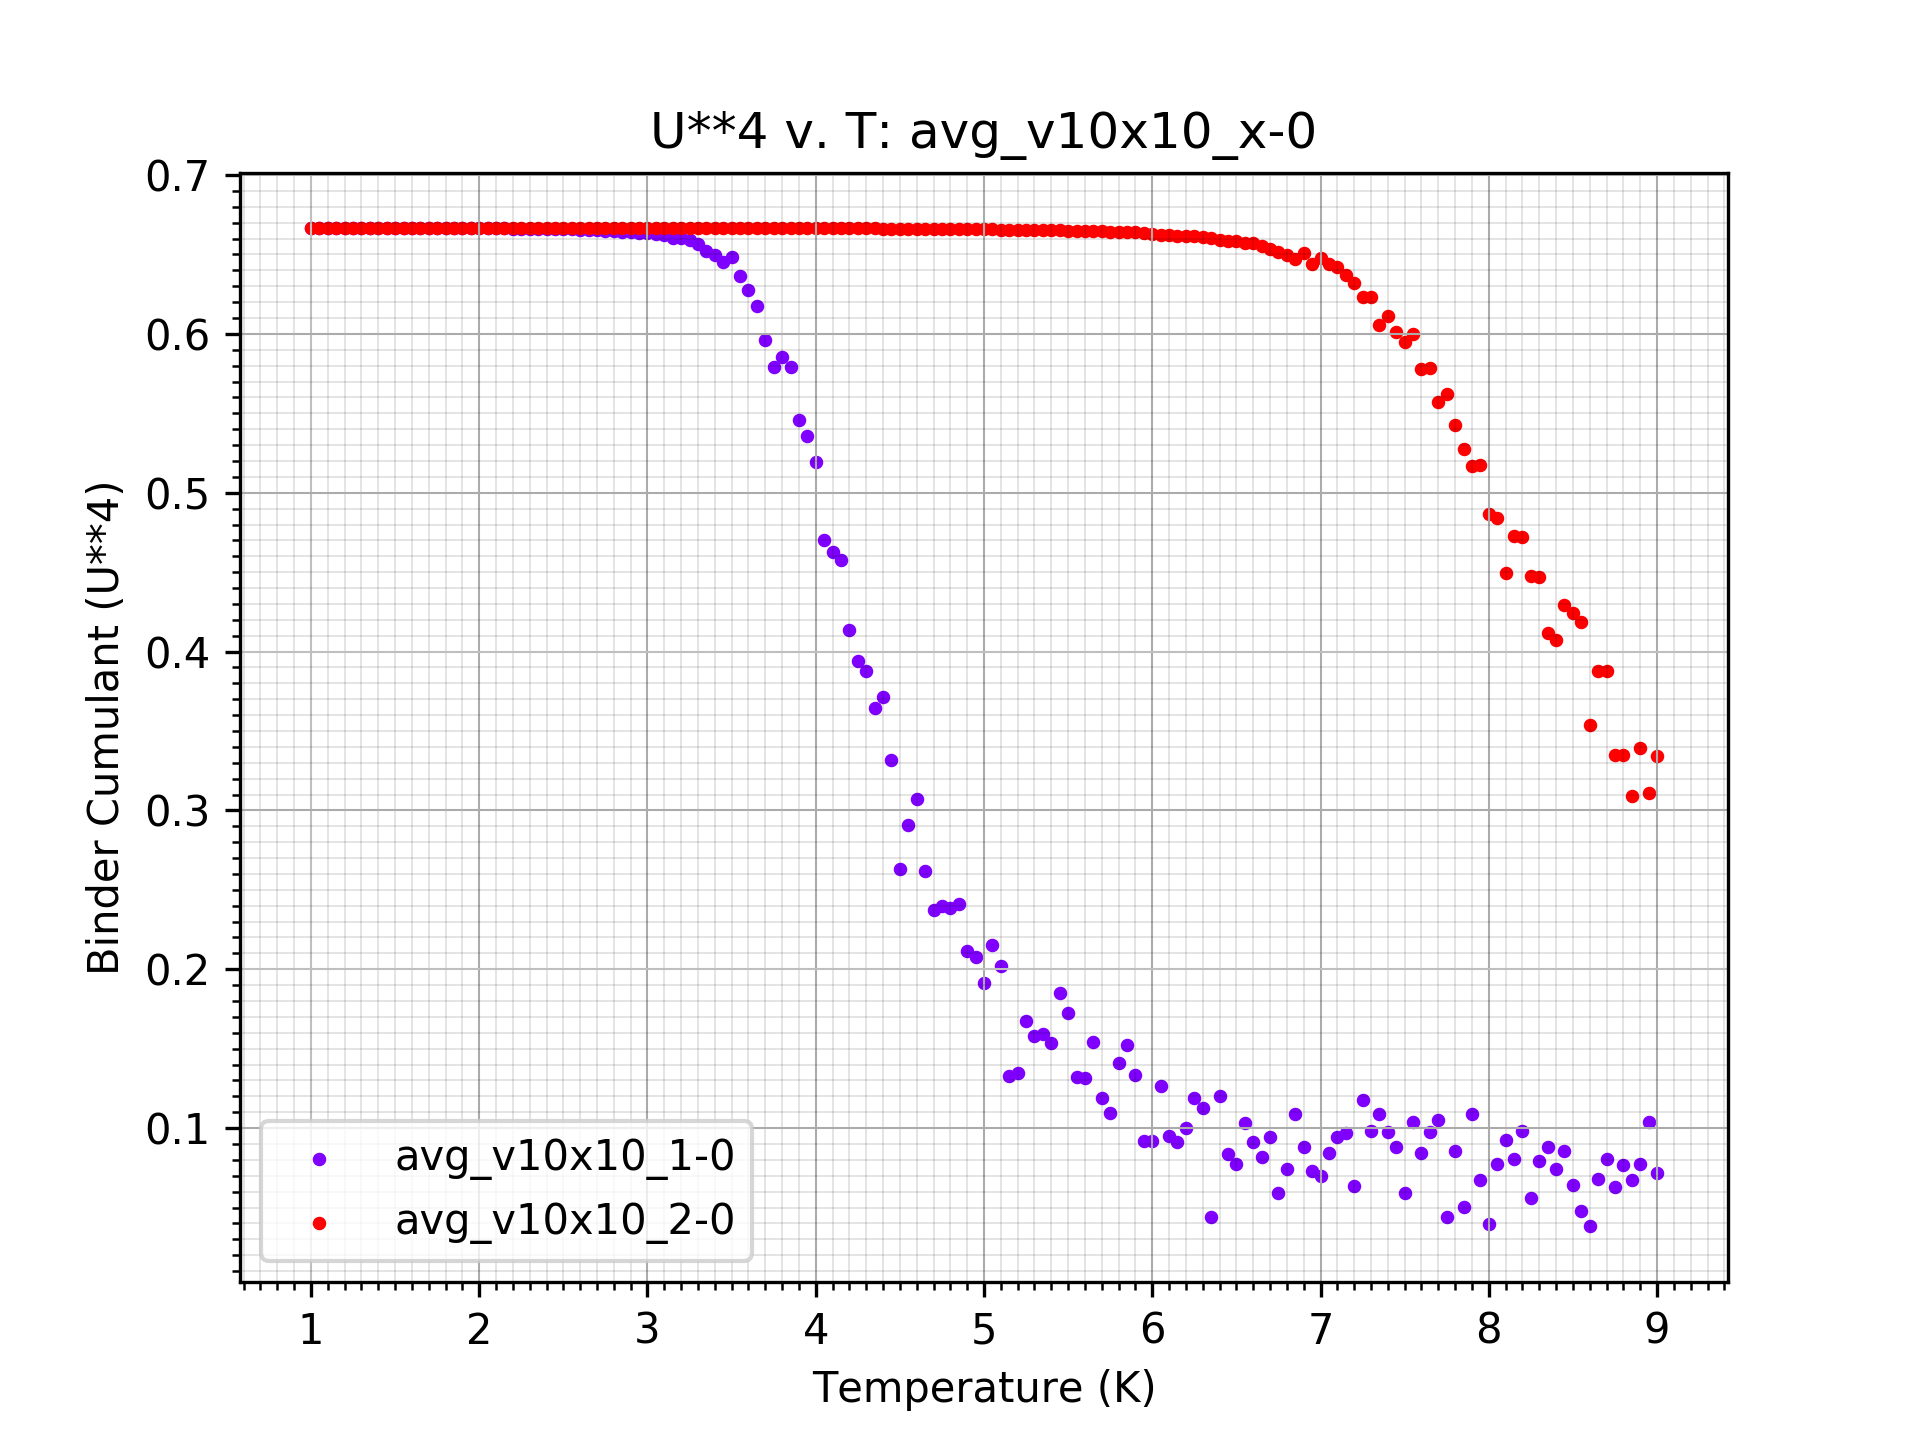 U**4 v. T: avg_v10x10_x-0
0.7
0.6
0.5
0.4
0.3
0.2
0.1
Binder Cumulant (U**4)
avg_v10x10_1-0
avg_v10x10_2-0
1 2 3 4 5 6 7 8 9
Temperature (K)